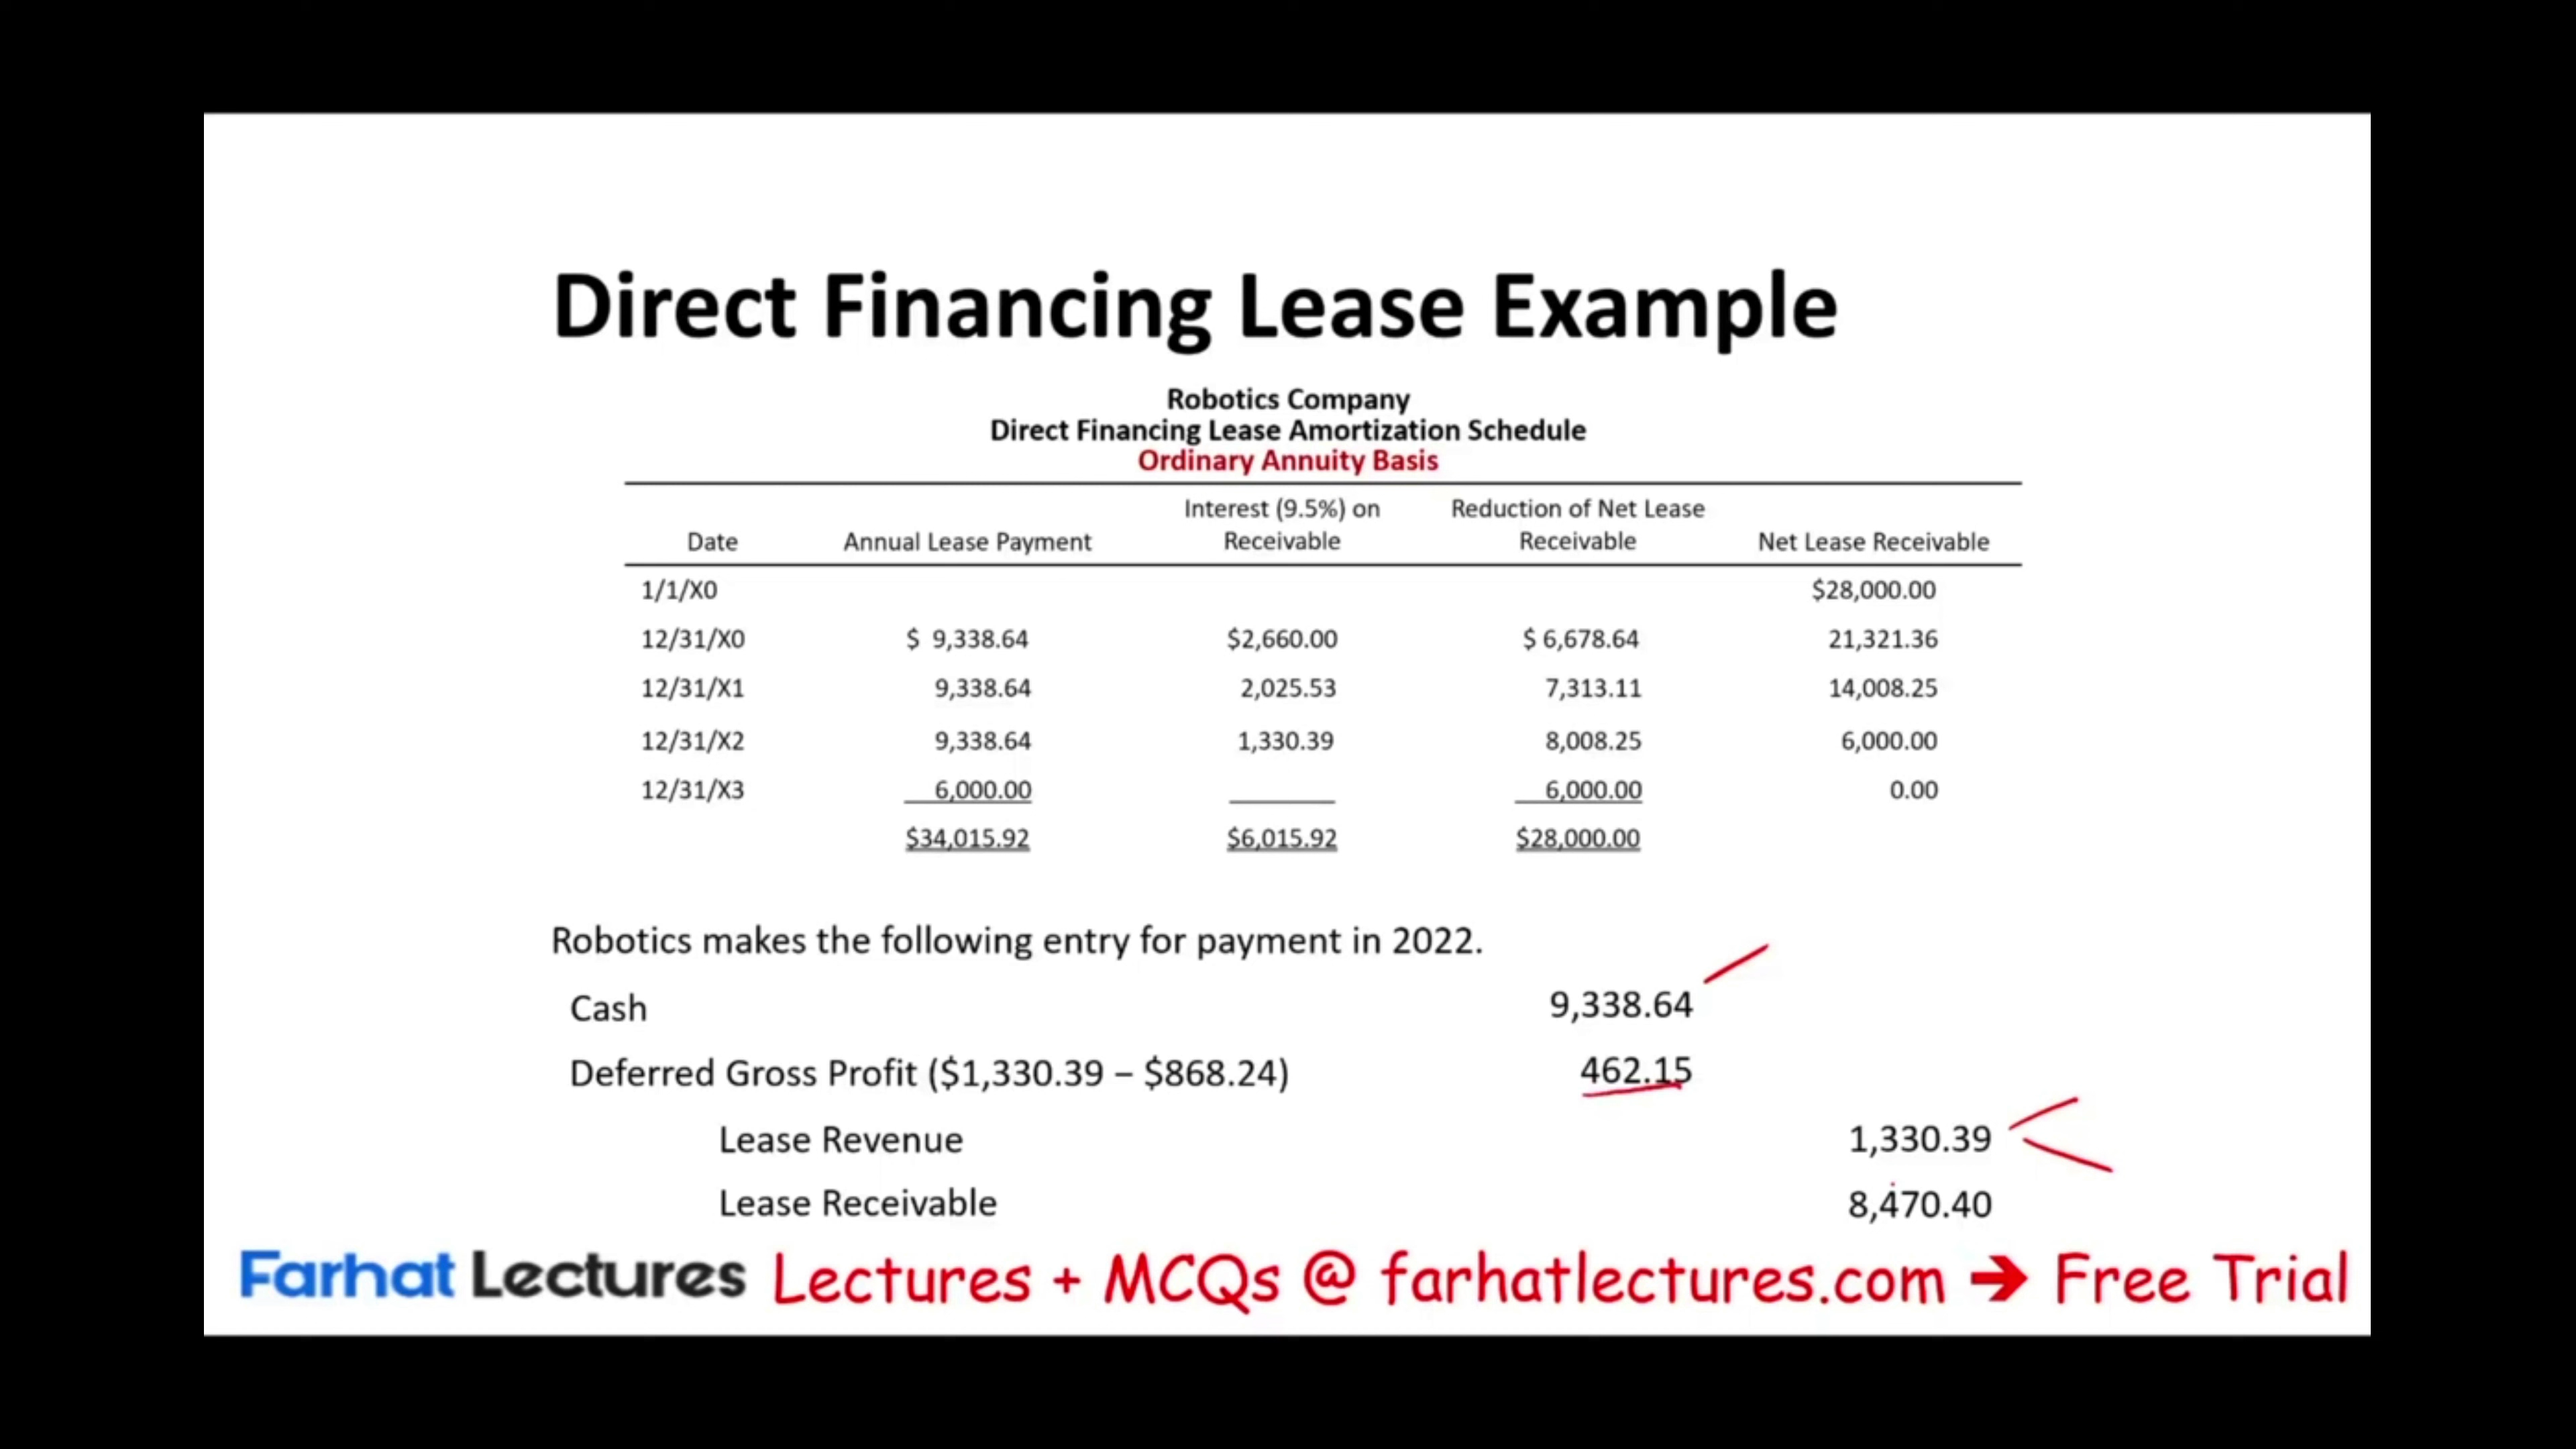 Direct Financing Lease Example
Robotics Company
Direct Financing Lease Amortization Schedule
Ordinary Annuity Basis
Date Annual Lease Payment Interest (9.5%) on Receivable Reduction of Net Lease Receivable Net Lease Receivable
1/1/X0 $28,000.00
12/31/X0 $ 9,338.64 $2,660.00 $ 6,678.64 21,321.36
12/31/X1 9,338.64 2,025.53 7,313.11 14,008.25
12/31/X2 9,338.64 1,330.39 8,008.25 6,000.00
12/31/X3 6,000.00 6,000.00 0.00
$34,015.92 $6,015.92 $28,000.00
Robotics makes the following entry for payment in 2022.
Cash 9,338.64
Deferred Gross Profit ($1,330.39 – $868.24) 462.15
Lease Revenue 1,330.39
Lease Receivable 8,470.40
Farhat Lectures Lectures + MCQs @ farhatlectures.com ➔ Free Trial